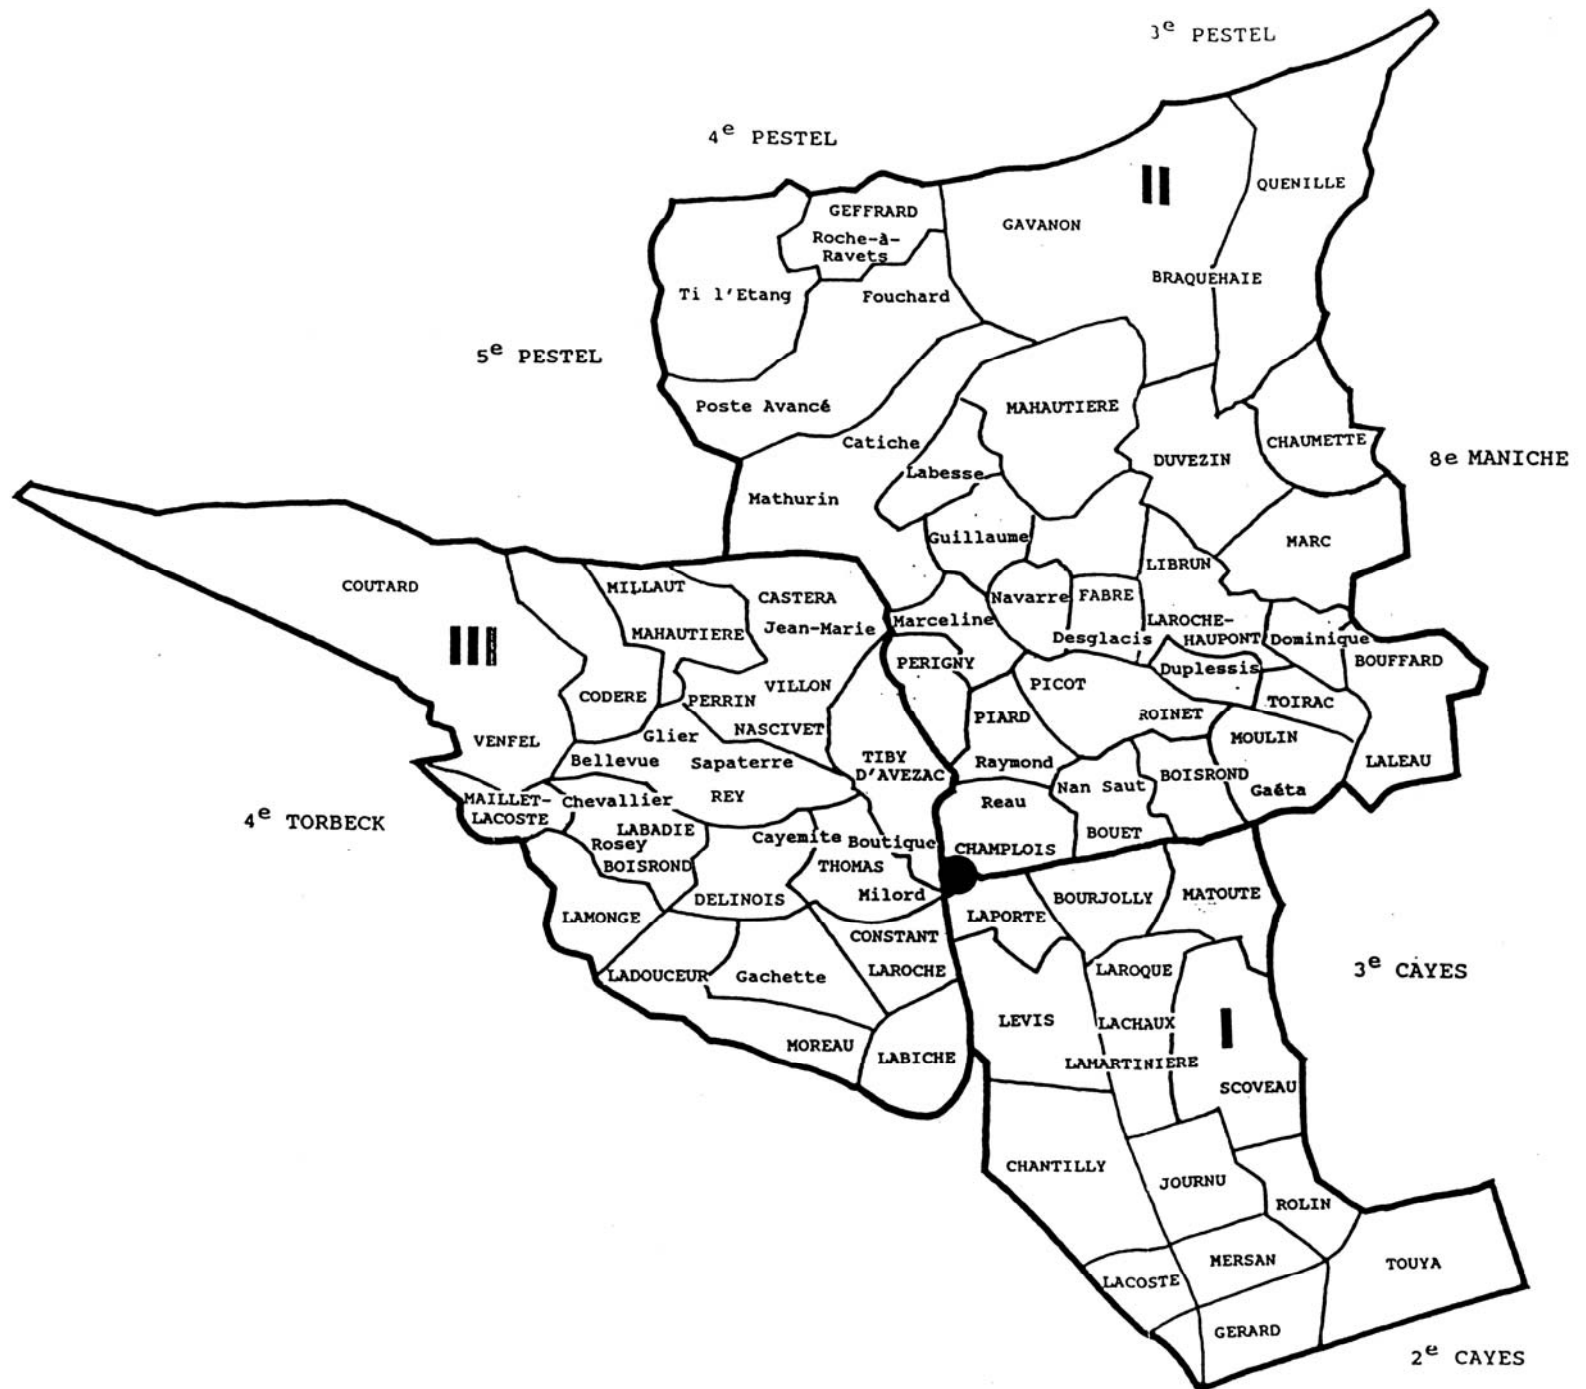 3e PESTEL
4e PESTEL
II
QUENILLE
GEFFRARD
GAVANON
Roche-à-
Ravets
BRAQUEHAIE
Ti l'Etang
Fouchard
5e PESTEL
Poste Avancé
MAHAUTIERE
Catiche
CHAUMETTE
DUVEZIN
8e MANICHE
Labesse
Mathurin
Guillaume
MARC
LIBRUN
COUTARD
MILLAUT
CASTERA
Navarre
FABRE
Jean-Marie
Marceline
LAROCHE-
HAUPONT
MAHAUTIERE
Desglacis
Dominique
III
PERIGNY
Duplessis
BOUFFARD
VILLON
PICOT
CODERE
PERRIN
TOIRAC
PIARD
ROINET
NASCIVET
Glier
VENFEL
MOULIN
Bellevue
Sapaterre
TIBY
D'AVEZAC
Raymond
LALEAU
BOISROND
Nan Saut
Gaéta
MAILLET-
LACOSTE
Chevallier
REY
Reau
4e TORBECK
LABADIE
Rosey
Cayemite
Boutique
BOUET
CHAMPLOIS
BOISROND
THOMAS
Milord
DELINOIS
BOURJOLLY
MATOUTE
LAMONGE
LAPORTE
CONSTANT
LADOUCEUR
Gachette
LAROCHE
LAROQUE
3e CAYES
LEVIS
LACHAUX
I
MOREAU
LABICHE
LAMARTINIERE
SCOVEAU
CHANTILLY
JOURNU
ROLIN
MERSAN
TOUYA
LACOSTE
GERARD
2e CAYES